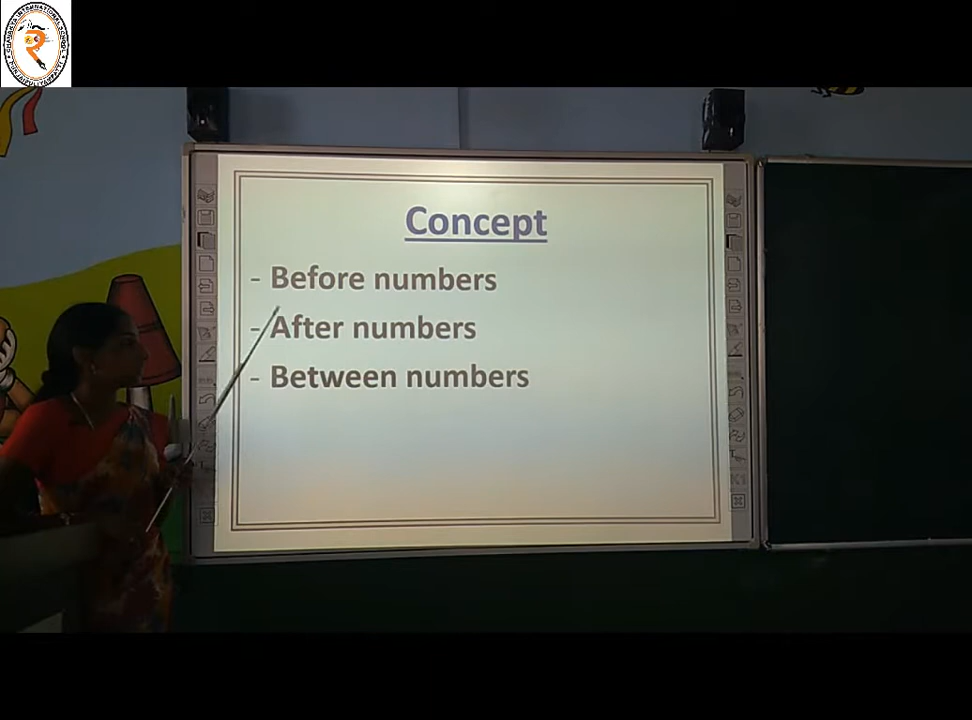 Concept
- Before numbers
- After numbers
- Between numbers